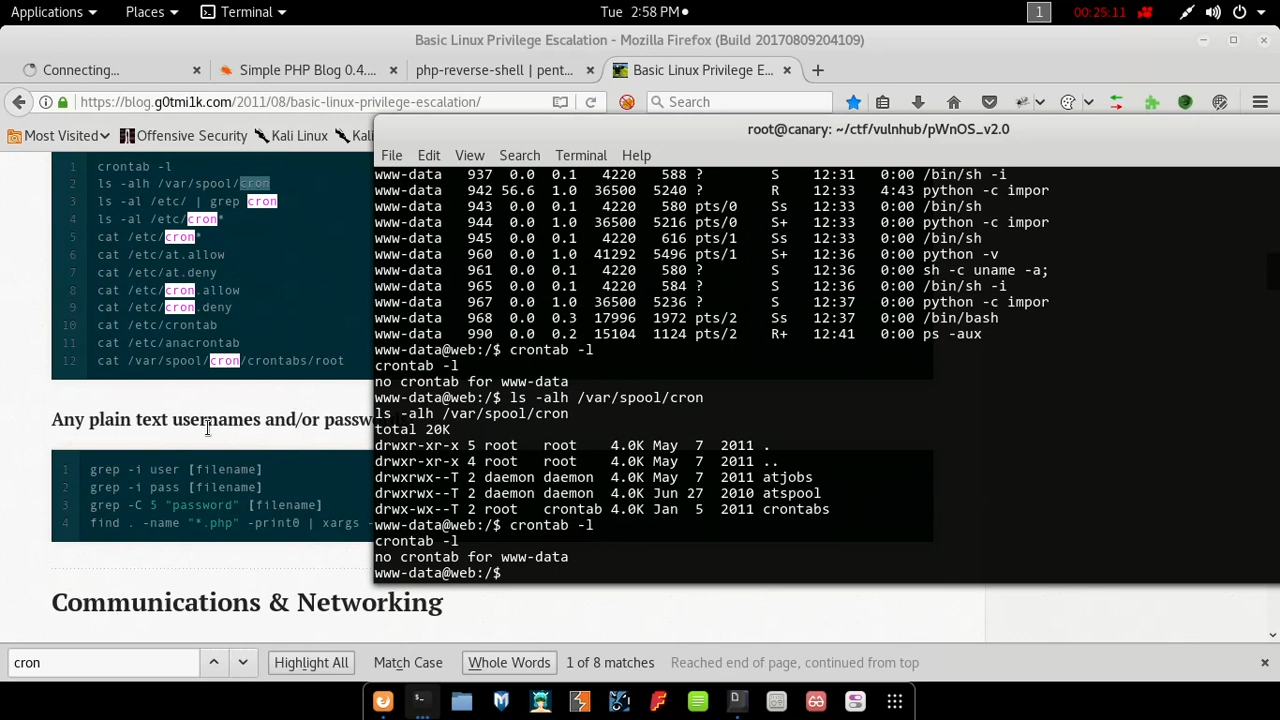 Applications Places Terminal Tue 2:58 PM 1 00:25:11
Basic Linux Privilege Escalation - Mozilla Firefox (Build 20170809204109)
Connecting... Simple PHP Blog 0.4.... php-reverse-shell | pent... Basic Linux Privilege E...
https://blog.g0tmi1k.com/2011/08/basic-linux-privilege-escalation/ Search
Most Visited Offensive Security Kali Linux Kali
root@canary: ~/ctf/vulnhub/pWnOS_v2.0
File Edit View Search Terminal Help
1 crontab -l
2 ls -alh /var/spool/cron
3 ls -al /etc/ | grep cron
4 ls -al /etc/cron*
5 cat /etc/cron*
6 cat /etc/at.allow
7 cat /etc/at.deny
8 cat /etc/cron.allow
9 cat /etc/cron.deny
10 cat /etc/crontab
11 cat /etc/anacrontab
12 cat /var/spool/cron/crontabs/root
Any plain text usernames and/or passw
1 grep -i user [filename]
2 grep -i pass [filename]
3 grep -C 5 "password" [filename]
4 find . -name "*.php" -print0 | xargs -
Communications & Networking
www-data 937 0.0 0.1 4220 588 ? S 12:31 0:00 /bin/sh -i
www-data 942 56.6 1.0 36500 5240 ? R 12:33 4:43 python -c impor
www-data 943 0.0 0.1 4220 580 pts/0 Ss 12:33 0:00 /bin/sh
www-data 944 0.0 1.0 36500 5216 pts/0 S+ 12:33 0:00 python -c impor
www-data 945 0.0 0.1 4220 616 pts/1 Ss 12:33 0:00 /bin/sh
www-data 960 0.0 1.0 41292 5496 pts/1 S+ 12:36 0:00 python -v
www-data 961 0.0 0.1 4220 580 ? S 12:36 0:00 sh -c uname -a;
www-data 965 0.0 0.1 4220 584 ? S 12:36 0:00 /bin/sh -i
www-data 967 0.0 1.0 36500 5236 ? S 12:37 0:00 python -c impor
www-data 968 0.0 0.3 17996 1972 pts/2 Ss 12:37 0:00 /bin/bash
www-data 990 0.0 0.2 15104 1124 pts/2 R+ 12:41 0:00 ps -aux
www-data@web:/$ crontab -l
crontab -l
no crontab for www-data
www-data@web:/$ ls -alh /var/spool/cron
ls -alh /var/spool/cron
total 20K
drwxr-xr-x 5 root root 4.0K May 7 2011 .
drwxr-xr-x 4 root root 4.0K May 7 2011 ..
drwxrwx--T 2 daemon daemon 4.0K May 7 2011 atjobs
drwxrwx--T 2 daemon daemon 4.0K Jun 27 2010 atspool
drwx-wx--T 2 root crontab 4.0K Jan 5 2011 crontabs
www-data@web:/$ crontab -l
crontab -l
no crontab for www-data
www-data@web:/$
cron Highlight All Match Case Whole Words 1 of 8 matches Reached end of page, continued from top